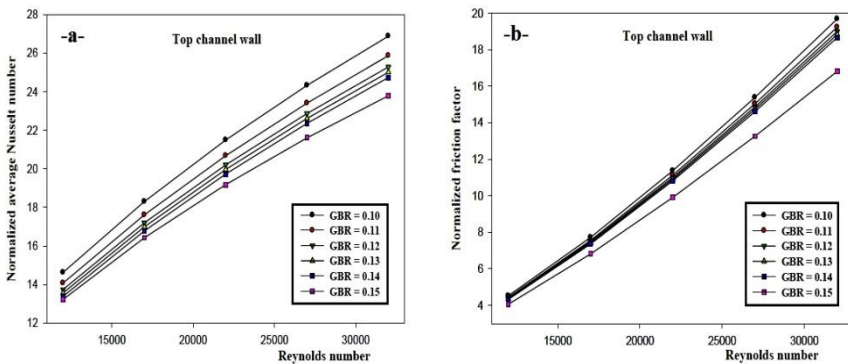 -a-
Top channel wall
Normalized average Nusselt number
28
26
24
22
20
18
16
14
12
15000 20000 25000 30000
Reynolds number
GBR = 0.10
GBR = 0.11
GBR = 0.12
GBR = 0.13
GBR = 0.14
GBR = 0.15
-b-
Top channel wall
Normalized friction factor
20
18
16
14
12
10
8
6
4
15000 20000 25000 30000
Reynolds number
GBR = 0.10
GBR = 0.11
GBR = 0.12
GBR = 0.13
GBR = 0.14
GBR = 0.15